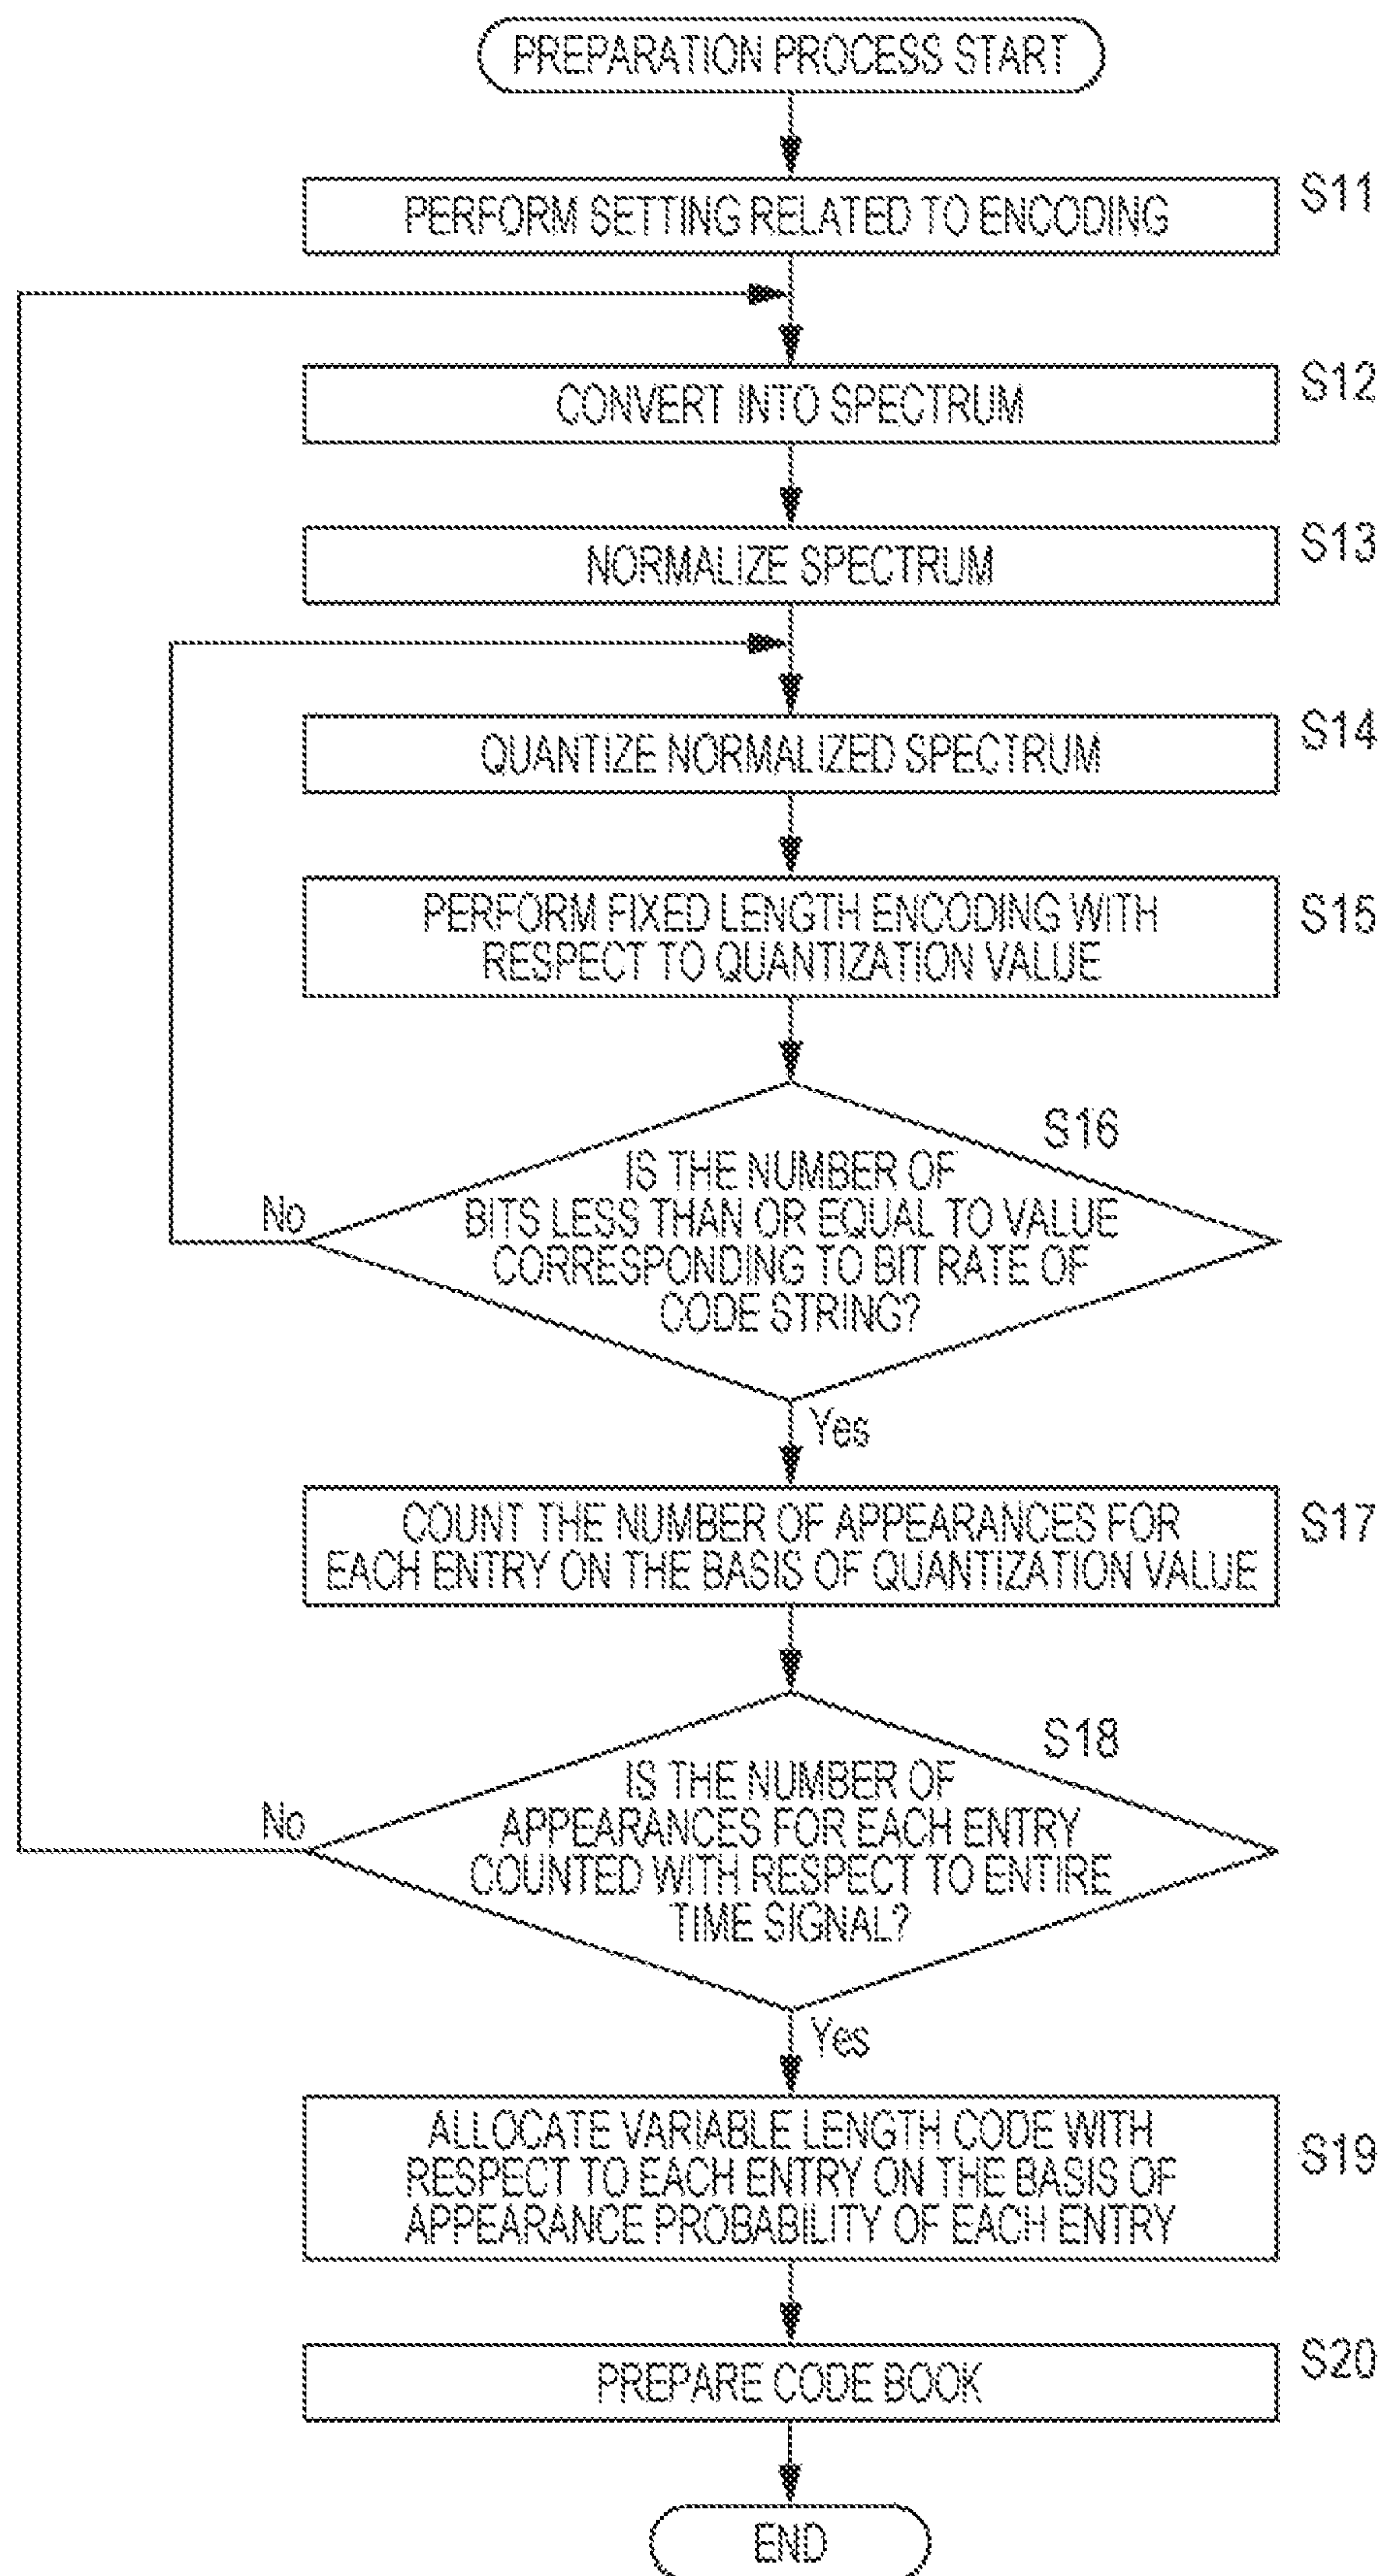 PREPARATION PROCESS START
S11
PERFORM SETTING RELATED TO ENCODING
S12
CONVERT INTO SPECTRUM
S13
NORMALIZE SPECTRUM
S14
QUANTIZE NORMALIZED SPECTRUM
S15
PERFORM FIXED LENGTH ENCODING WITH
RESPECT TO QUANTIZATION VALUE
S16
IS THE NUMBER OF
BITS LESS THAN OR EQUAL TO VALUE
CORRESPONDING TO BIT RATE OF
CODE STRING?
No
Yes
S17
COUNT THE NUMBER OF APPEARANCES FOR
EACH ENTRY ON THE BASIS OF QUANTIZATION VALUE
S18
IS THE NUMBER OF
APPEARANCES FOR EACH ENTRY
COUNTED WITH RESPECT TO ENTIRE
TIME SIGNAL?
No
Yes
S19
ALLOCATE VARIABLE LENGTH CODE WITH
RESPECT TO EACH ENTRY ON THE BASIS OF
APPEARANCE PROBABILITY OF EACH ENTRY
S20
PREPARE CODE BOOK
END